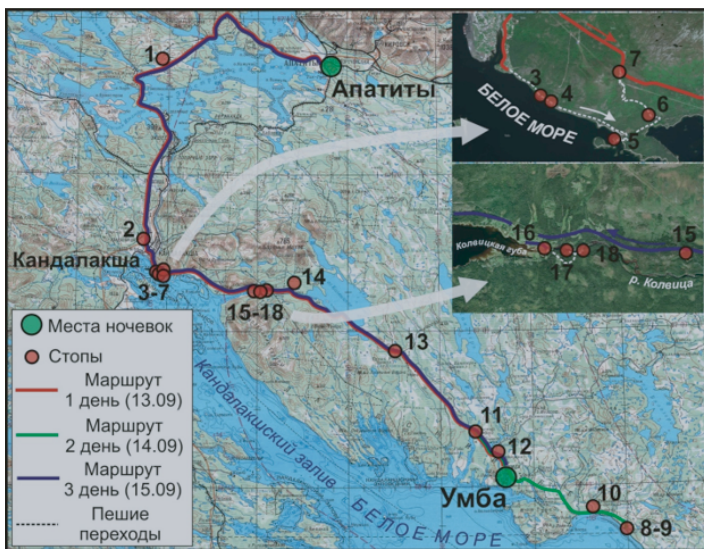 1
Апатиты
2
Кандалакша
3-7
14
15-18
13
11
12
Умба
10
8-9
Кандалакшский залив
БЕЛОЕ МОРЕ
3
4
7
6
5
БЕЛОЕ МОРЕ
16
Колвицкая губа
17
18
15
р. Колвица
Места ночевок
Стопы
Маршрут
1 день (13.09)
Маршрут
2 день (14.09)
Маршрут
3 день (15.09)
Пешие
переходы